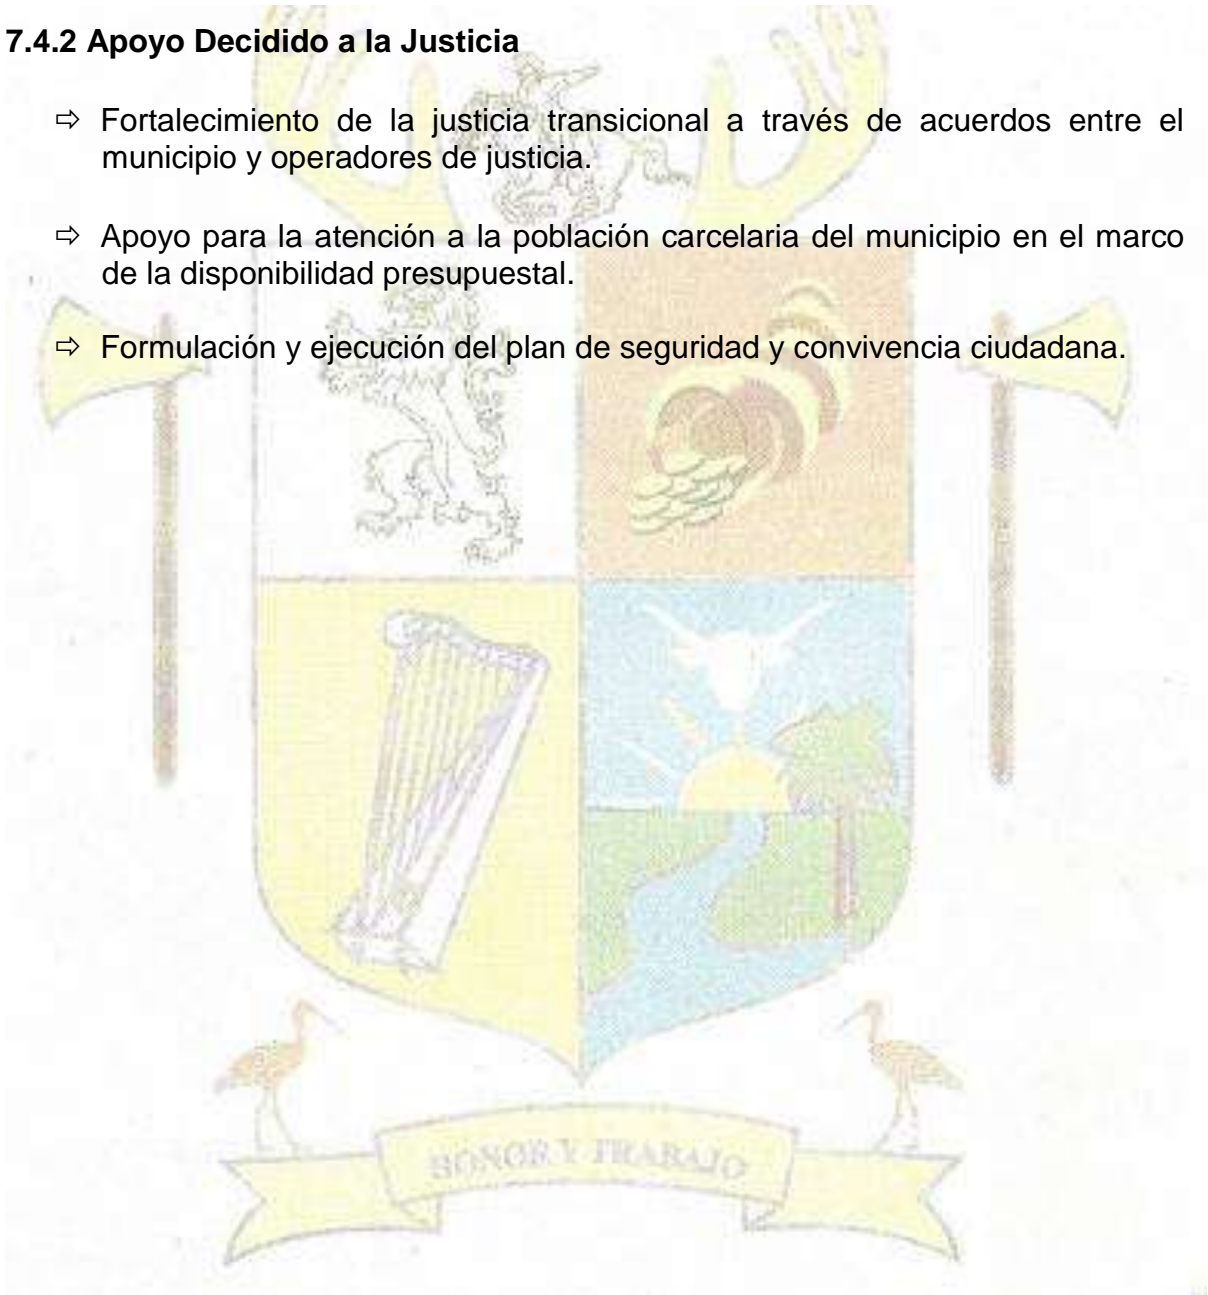 7.4.2 Apoyo Decidido a la Justicia
⇨ Fortalecimiento de la justicia transicional a través de acuerdos entre el
municipio y operadores de justicia.
⇨ Apoyo para la atención a la población carcelaria del municipio en el marco
de la disponibilidad presupuestal.
⇨ Formulación y ejecución del plan de seguridad y convivencia ciudadana.
HONOR Y TRABAJO